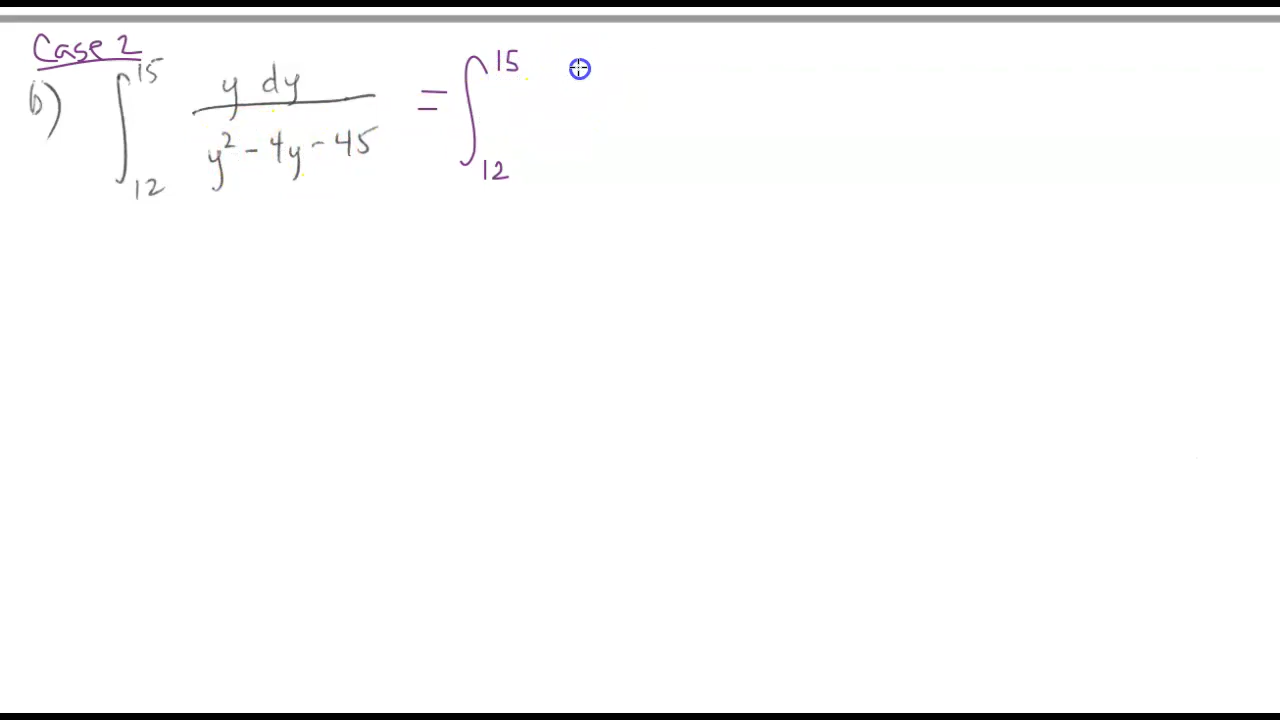 Case 2
b) ∫₁₂¹⁵ y dy / (y² - 4y - 45) = ∫₁₂¹⁵